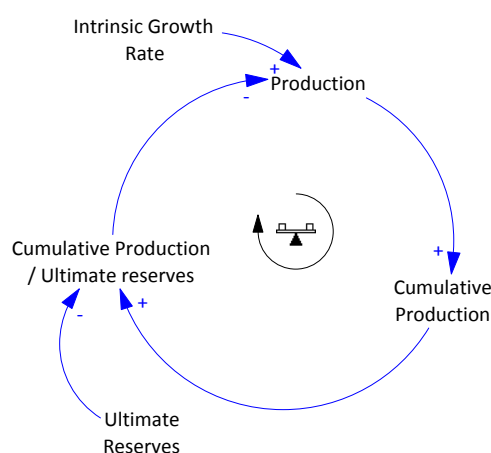 Intrinsic Growth
Rate
+
Production
-
Cumulative Production
/ Ultimate reserves
+
Cumulative
Production
+
-
Ultimate
Reserves